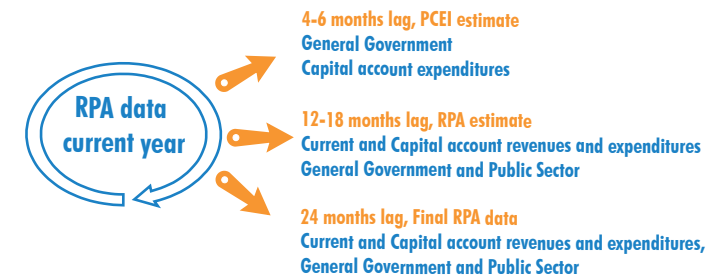 RPA data
current year
4-6 months lag, PCEI estimate
General Government
Capital account expenditures
12-18 months lag, RPA estimate
Current and Capital account revenues and expenditures
General Government and Public Sector
24 months lag, Final RPA data
Current and Capital account revenues and expenditures,
General Government and Public Sector